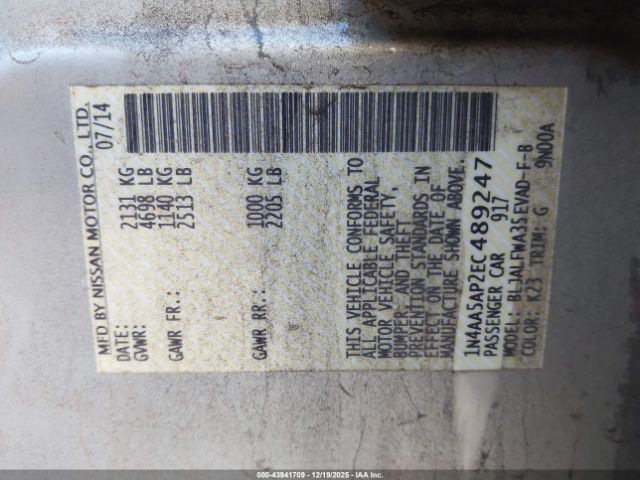 MFD BY NISSAN MOTOR CO., LTD.
DATE: 07/14
GVWR: 2131 KG
4698 LB
GAWR FR.: 1140 KG
2513 LB
GAWR RR.: 1000 KG
2205 LB
THIS VEHICLE CONFORMS TO
ALL APPLICABLE FEDERAL
MOTOR VEHICLE SAFETY,
BUMPER, AND THEFT
PREVENTION STANDARDS IN
EFFECT ON THE DATE OF
MANUFACTURE SHOWN ABOVE.
1N4AA5AP2EC489247
PASSENGER CAR 917
MODEL: BLJALFWA35EVAD-F-B
COLOR: K23 TRIM: G 9N00A
000-43941709 | 12/19/2025 - IAA Inc.